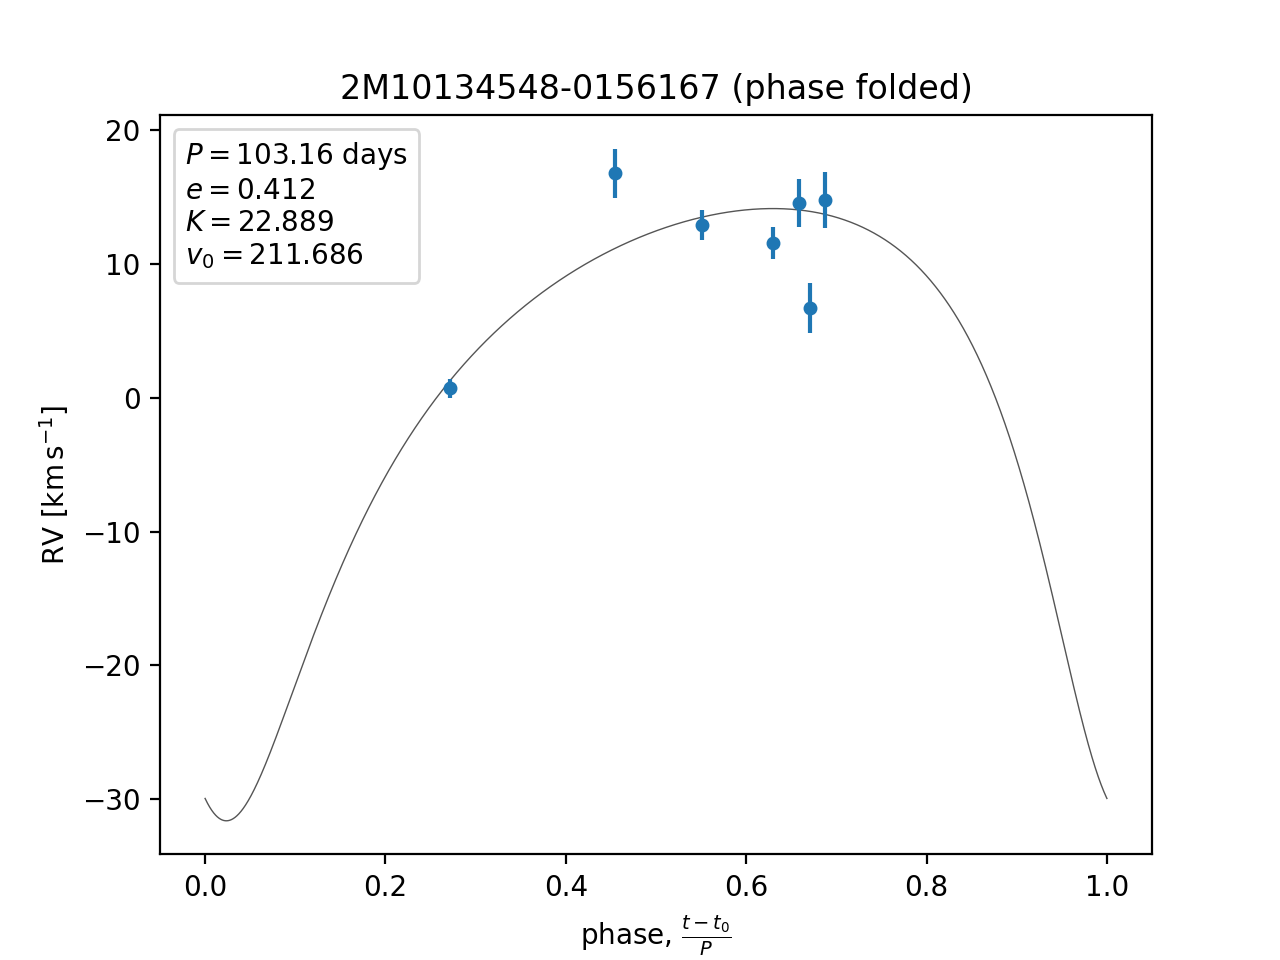 2M10134548-0156167 (phase folded)
P = 103.16 days
e = 0.412
K = 22.889
v₀ = 211.686
20
10
0
−10
−20
−30
RV [km s⁻¹]
0.0 0.2 0.4 0.6 0.8 1.0
phase, (t − t₀)/P